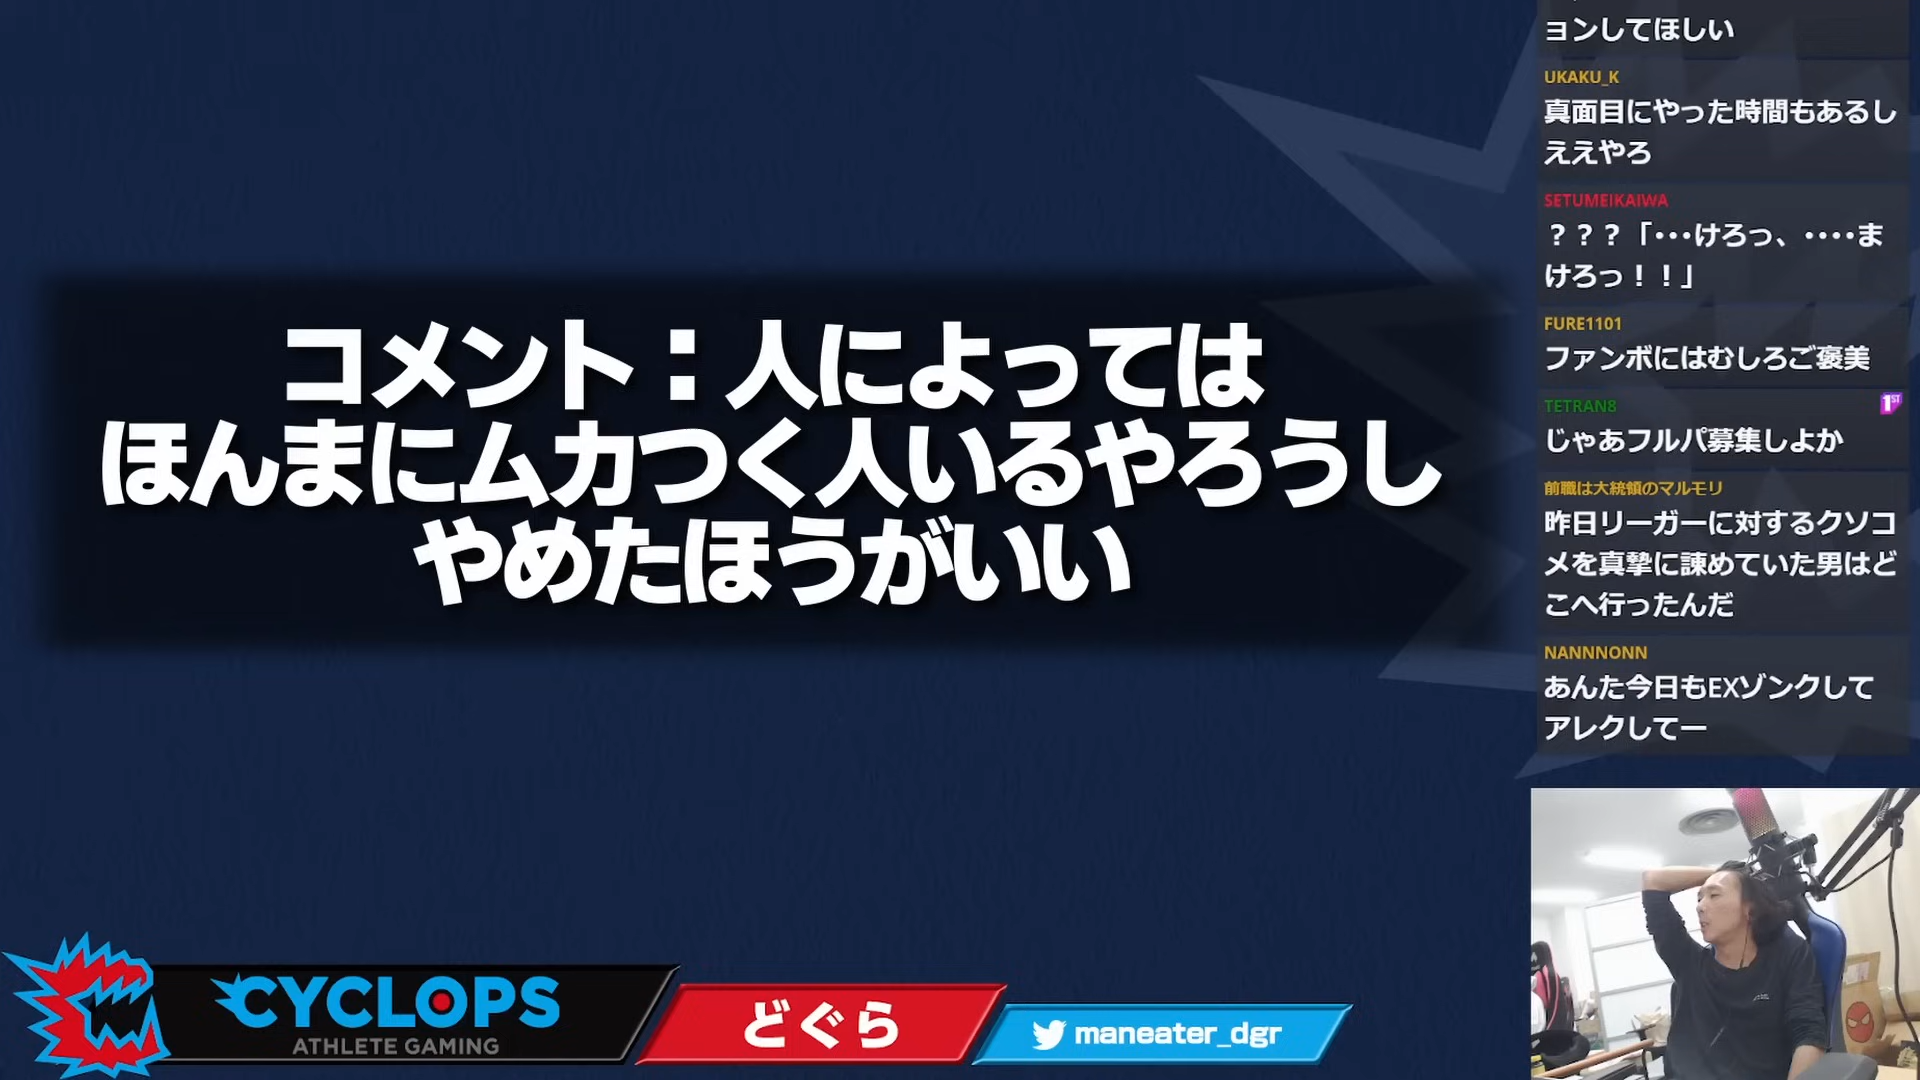 コメント：人によっては
ほんまにムカつく人いるやろうし
やめたほうがいい
ョンしてほしい
UKAKU_K
真面目にやった時間もあるし
ええやろ
SETUMEIKAIWA
？？？「･･･けろっ、････ま
けろっ！！」
FURE1101
ファンボにはむしろご褒美
TETRAN8
1ST
じゃあフルパ募集しよか
前職は大統領のマルモリ
昨日リーガーに対するクソコ
メを真摯に諌めていた男はど
こへ行ったんだ
NANNNONN
あんた今日もEXゾンクして
アレクしてー
CYCLOPS
ATHLETE GAMING
どぐら
maneater_dgr